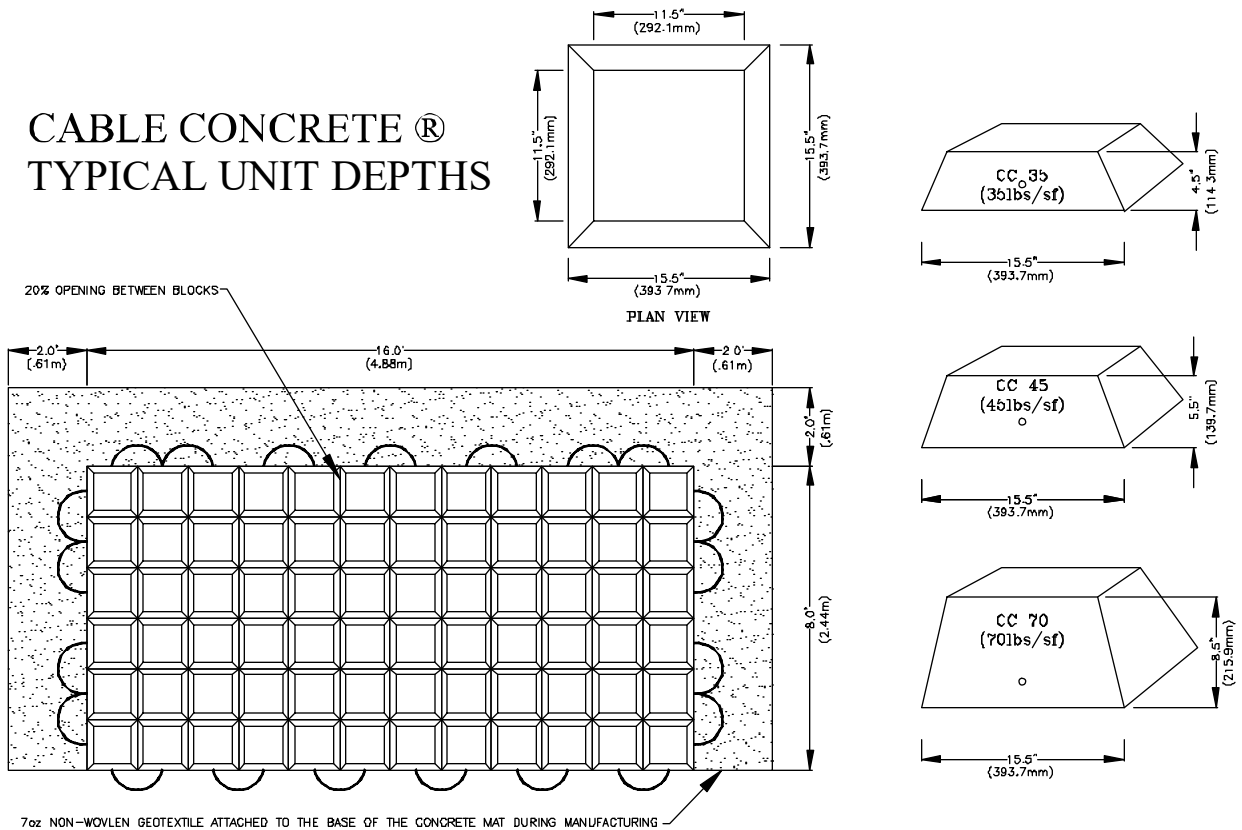 CABLE CONCRETE ®
TYPICAL UNIT DEPTHS
11.5"
(292.1mm)
11.5"
(292.1mm)
15.5"
(393.7mm)
15.5"
(393 7mm)
PLAN VIEW
CC 35
(35lbs/sf)
4.5"
(114.3mm)
15.5"
(393.7mm)
20% OPENING BETWEEN BLOCKS
2.0'
(.61m)
16.0'
(4.88m)
2 0'
(.61m)
2.0'
(.61m)
8.0'
(2.44m)
CC 45
(45lbs/sf)
5.5"
(139.7mm)
15.5"
(393.7mm)
CC 70
(70lbs/sf)
8.5"
(215.9mm)
15.5"
(393.7mm)
7oz NON-WOVLEN GEOTEXTILE ATTACHED TO THE BASE OF THE CONCRETE MAT DURING MANUFACTURING